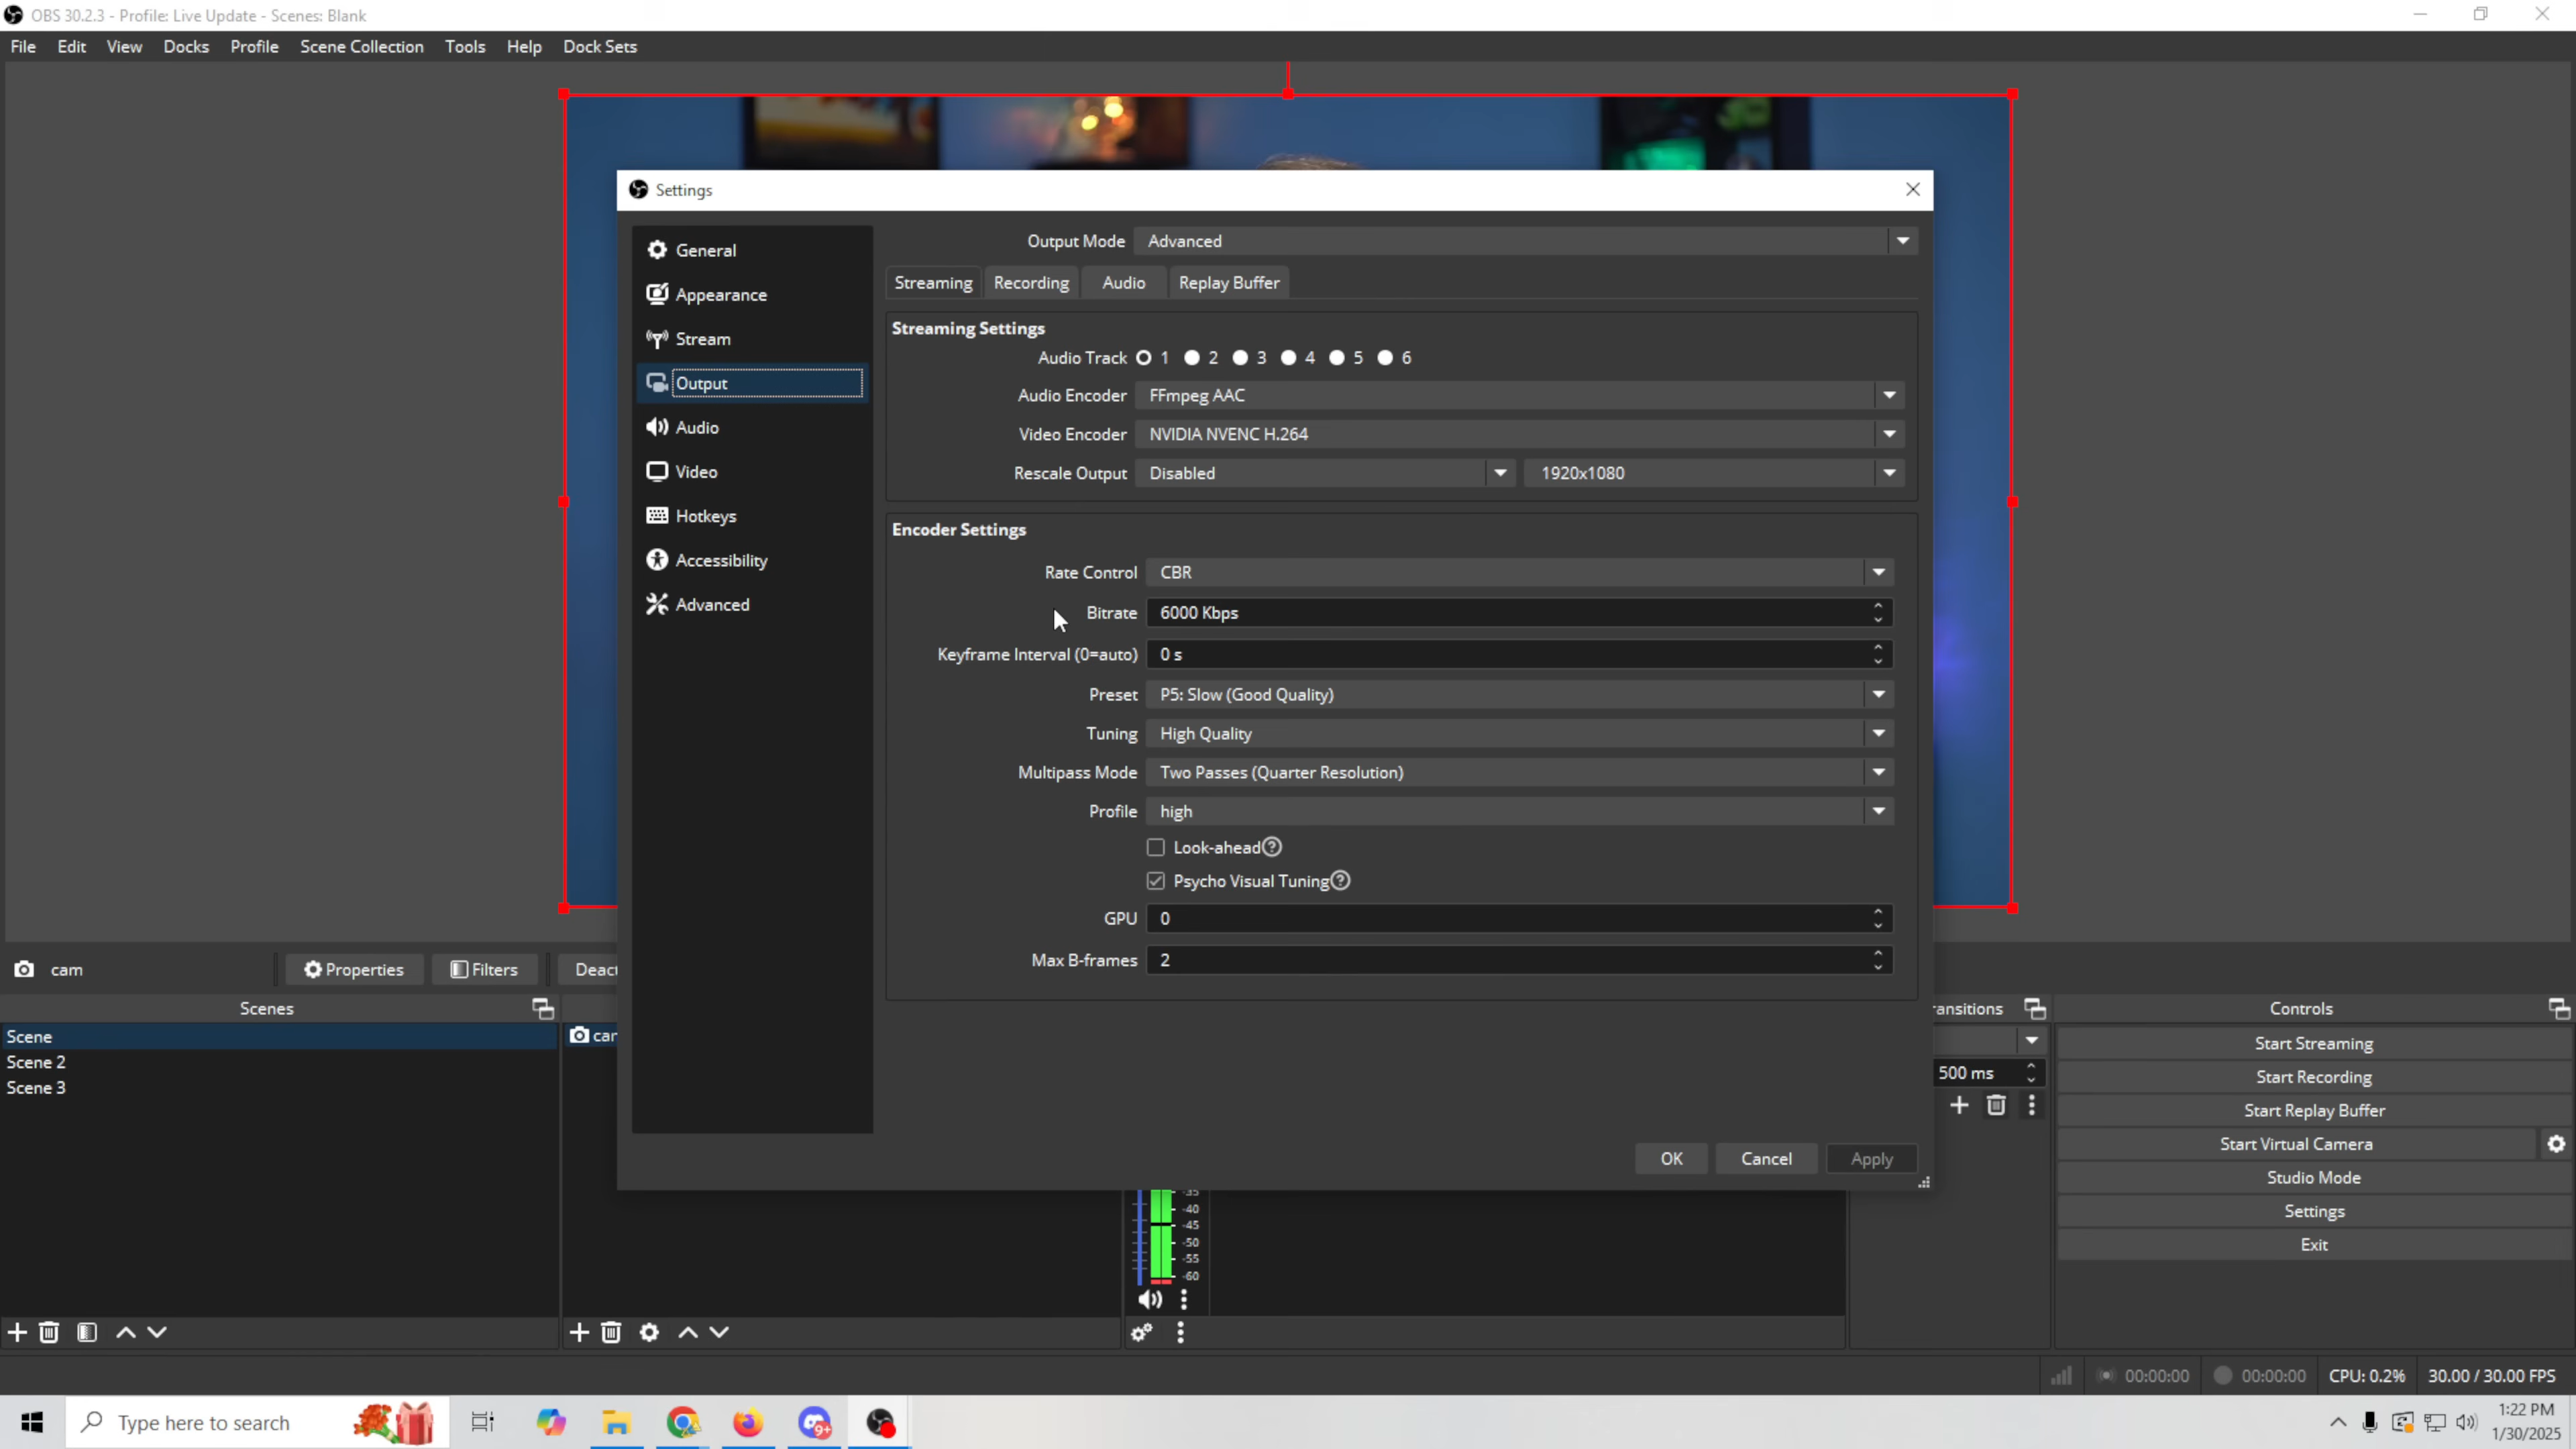 OBS 30.2.3 - Profile: Live Update - Scenes: Blank
File Edit View Docks Profile Scene Collection Tools Help Dock Sets
Settings
General
Appearance
Stream
Output
Audio
Video
Hotkeys
Accessibility
Advanced
Output Mode Advanced
Streaming Recording Audio Replay Buffer
Streaming Settings
Audio Track 1 2 3 4 5 6
Audio Encoder FFmpeg AAC
Video Encoder NVIDIA NVENC H.264
Rescale Output Disabled 1920x1080
Encoder Settings
Rate Control CBR
Bitrate 6000 Kbps
Keyframe Interval (0=auto) 0 s
Preset P5: Slow (Good Quality)
Tuning High Quality
Multipass Mode Two Passes (Quarter Resolution)
Profile high
Look-ahead
Psycho Visual Tuning
GPU 0
Max B-frames 2
OK Cancel Apply
cam Properties Filters Deact
Scenes
Scene
Scene 2
Scene 3
car
-35
-40
-45
-50
-55
-60
ransitions
500 ms
Controls
Start Streaming
Start Recording
Start Replay Buffer
Start Virtual Camera
Studio Mode
Settings
Exit
00:00:00 00:00:00 CPU: 0.2% 30.00 / 30.00 FPS
Type here to search
9+
1:22 PM
1/30/2025